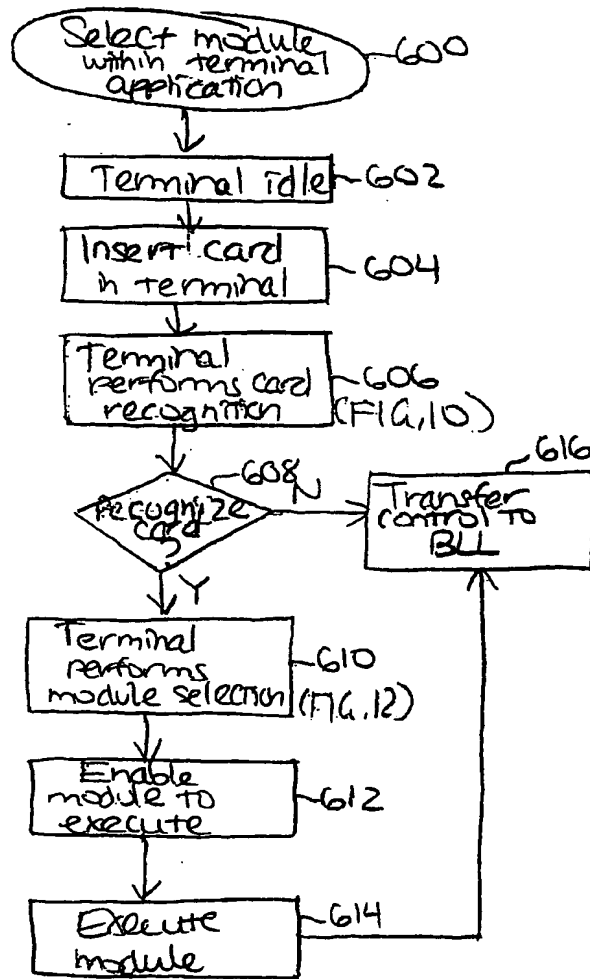 Select module
within terminal
application
600
Terminal idle
602
Insert card
in terminal
604
Terminal
performs card
recognition
606
(FIG.10)
608
Recognize
card
?
N
Y
616
Transfer
control to
BLL
Terminal
performs
module selection
610
(FIG.12)
Enable
module to
execute
612
Execute
module
614